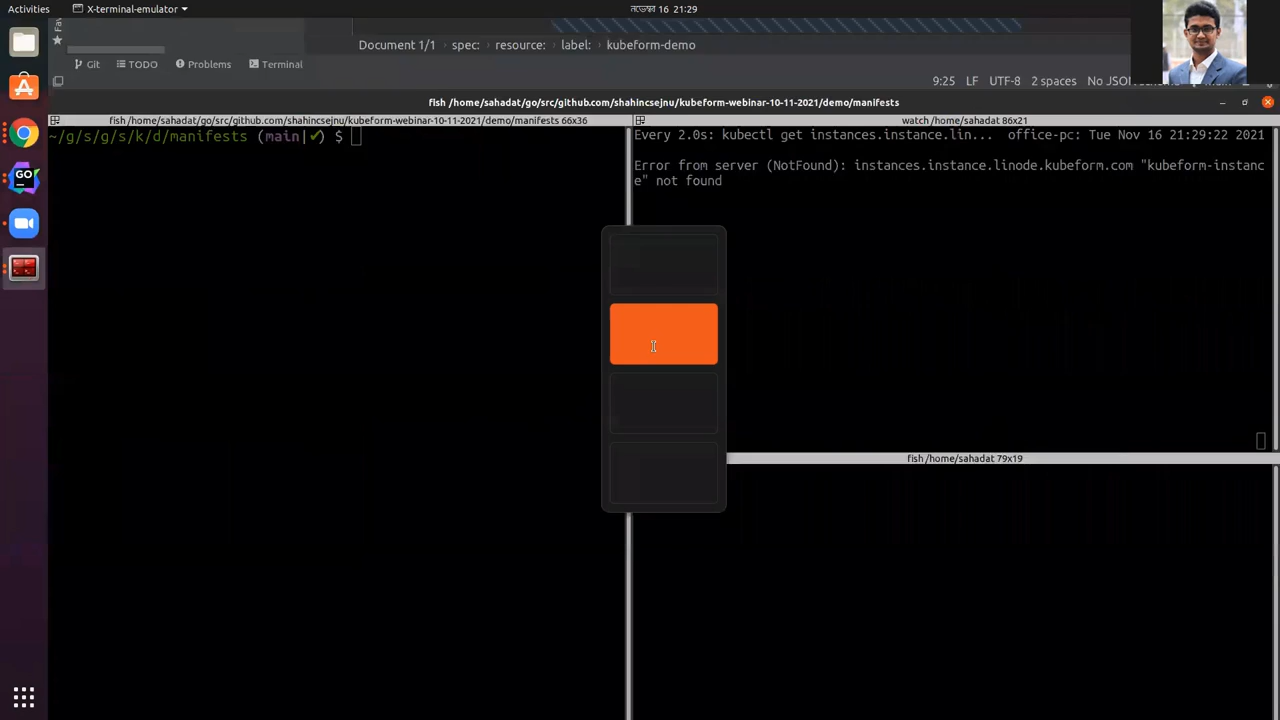 Activities
X-terminal-emulator
নভেম্বর 16 21:29
Fav
Document 1/1 spec: resource: label: kubeform-demo
Git TODO Problems Terminal
9:25 LF UTF-8 2 spaces
fish /home/sahadat/go/src/github.com/shahincsejnu/kubeform-webinar-10-11-2021/demo/manifests
fish /home/sahadat/go/src/github.com/shahincsejnu/kubeform-webinar-10-11-2021/demo/manifests 66x36
~/g/s/g/s/k/d/manifests (main|✔) $
watch /home/sahadat 86x21
Every 2.0s: kubectl get instances.instance.lin... office-pc: Tue Nov 16 21:29:22 2021
Error from server (NotFound): instances.instance.linode.kubeform.com "kubeform-instanc
e" not found
fish /home/sahadat 79x19
GO